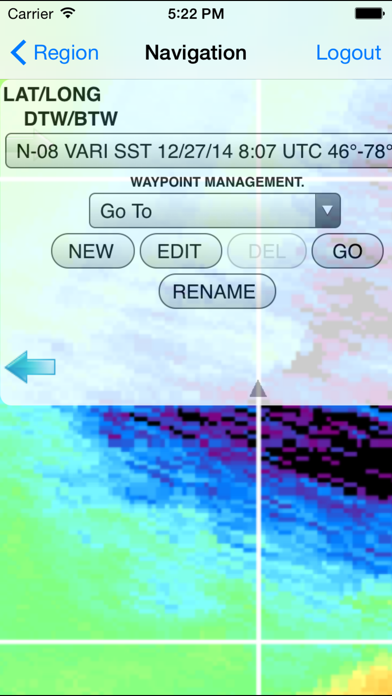 Carrier 5:22 PM
Region Navigation Logout
LAT/LONG
DTW/BTW
N-08 VARI SST 12/27/14 8:07 UTC 46°-78°
WAYPOINT MANAGEMENT.
Go To
NEW EDIT DEL GO
RENAME